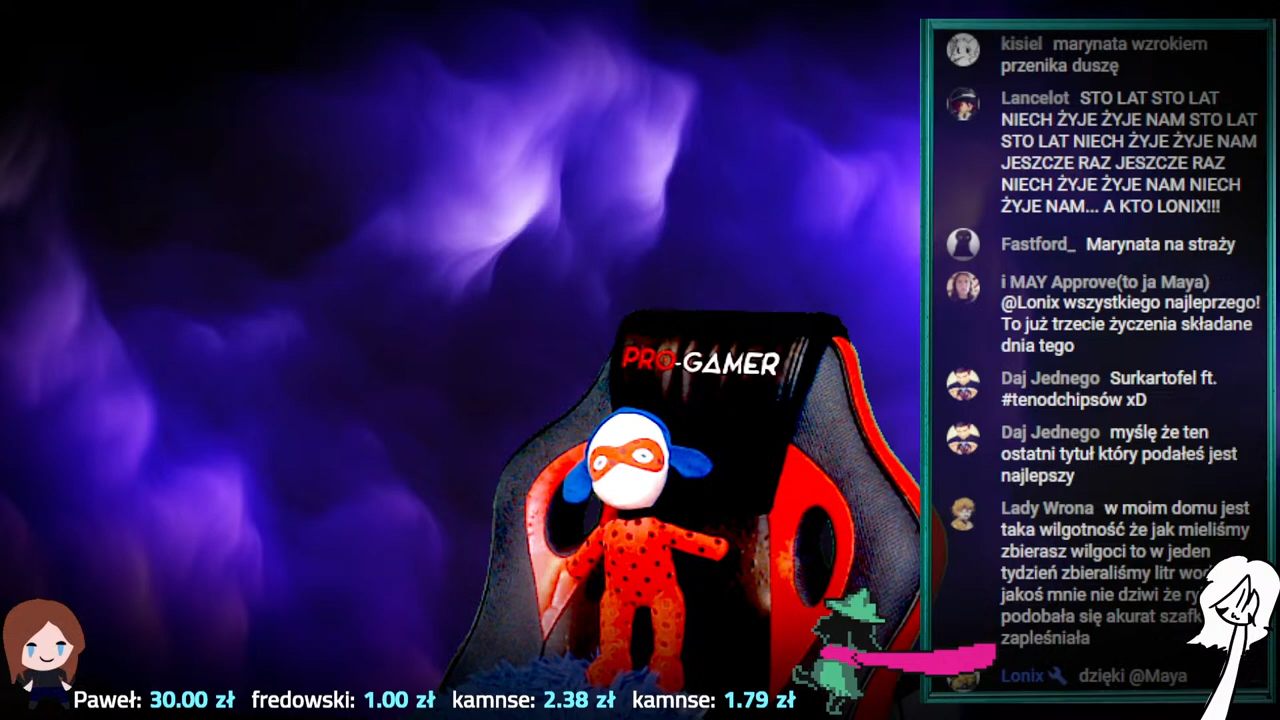 kisiel marynata wzrokiem
przenika duszę
Lancelot STO LAT STO LAT
NIECH ŻYJE ŻYJE NAM STO LAT
STO LAT NIECH ŻYJE ŻYJE NAM
JESZCZE RAZ JESZCZE RAZ
NIECH ŻYJE ŻYJE NAM NIECH
ŻYJE NAM... A KTO LONIX!!!
Fastford_ Marynata na straży
i MAY Approve(to ja Maya)
@Lonix wszystkiego najleprzego!
To już trzecie życzenia składane
dnia tego
Daj Jednego Surkartofel ft.
#tenodchipsów xD
Daj Jednego myślę że ten
ostatni tytuł który podałeś jest
najlepszy
Lady Wrona w moim domu jest
taka wilgotność że jak mieliśmy
zbierasz wilgoci to w jeden
tydzień zbieraliśmy litr
jakoś mnie nie dziwi że
podobała się akurat
zapleśniała
Lonix dzięki @Maya
PRO-GAMER
Paweł: 30.00 zł fredowski: 1.00 zł kamnse: 2.38 zł kamnse: 1.79 zł